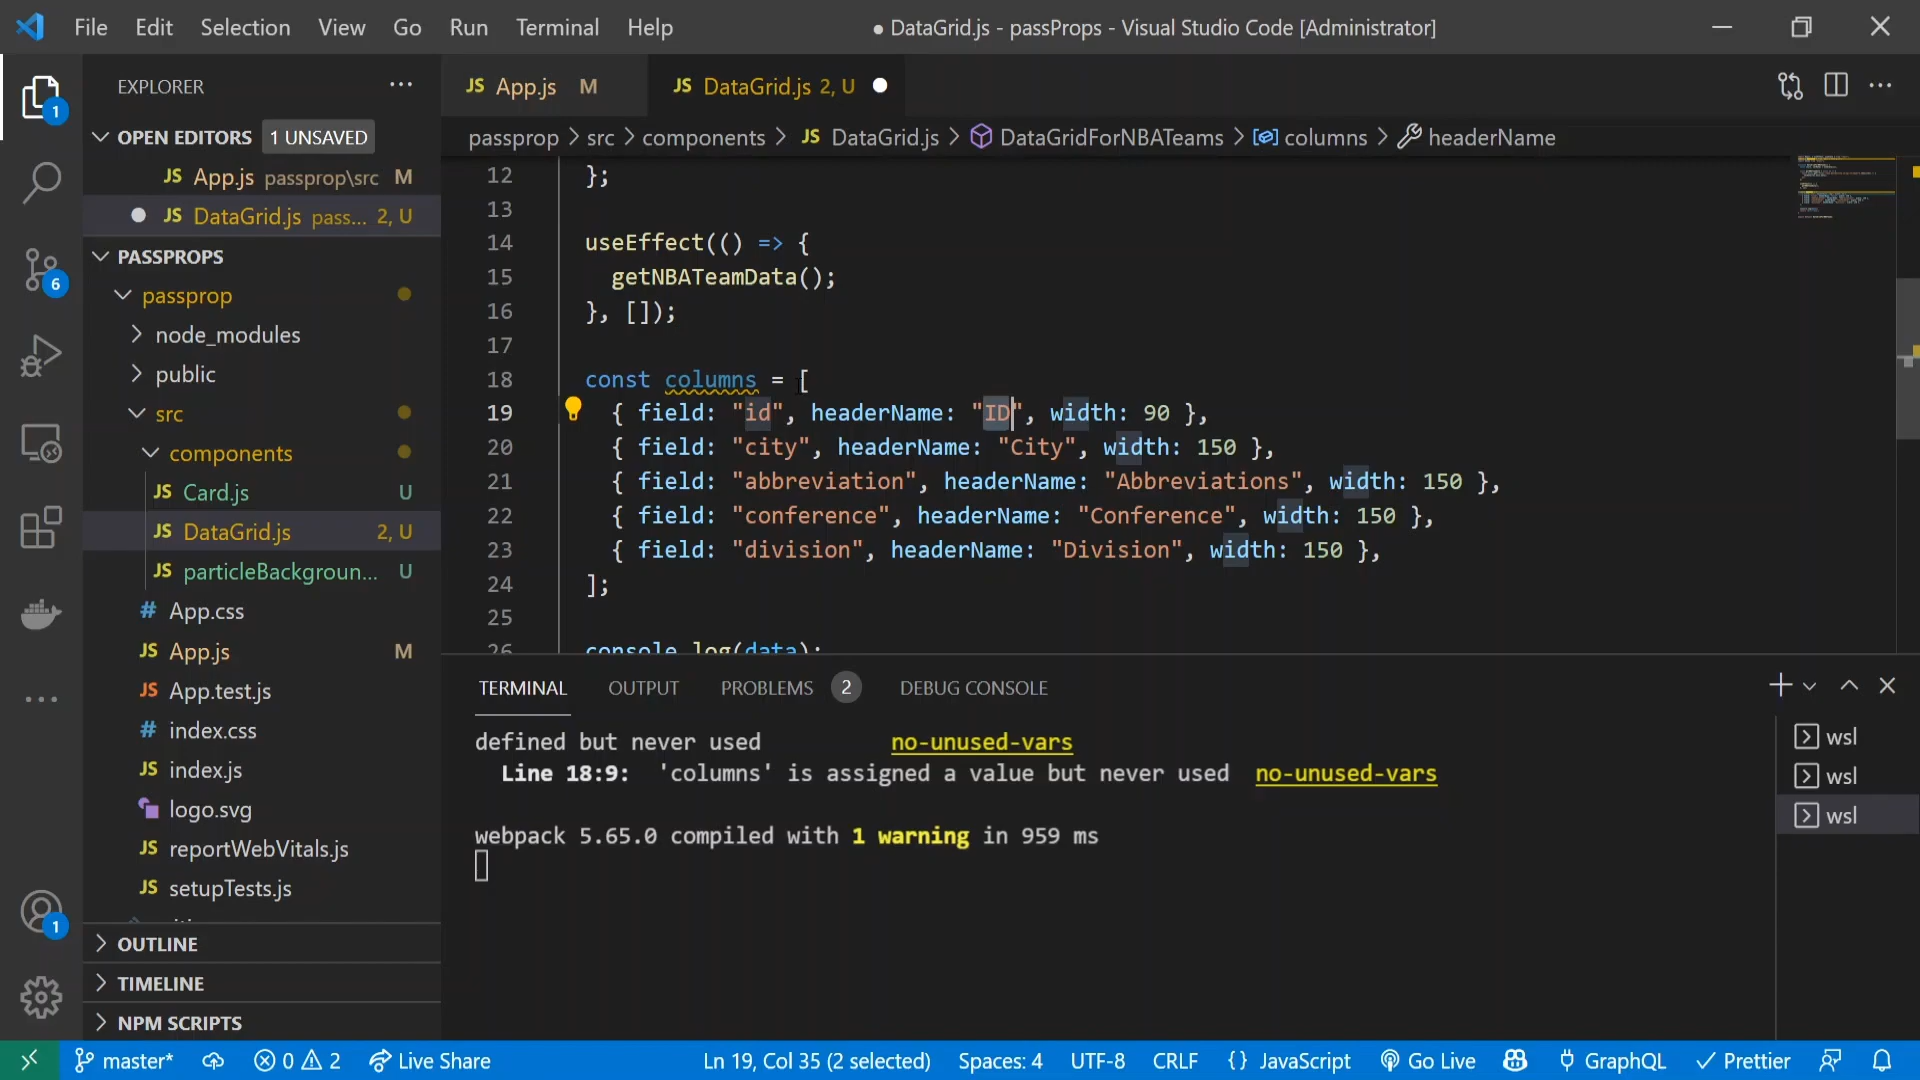 File Edit Selection View Go Run Terminal Help
● DataGrid.js - passProps - Visual Studio Code [Administrator]
EXPLORER
OPEN EDITORS 1 UNSAVED
JS App.js passprop\src M
JS DataGrid.js pass... 2, U
PASSPROPS
passprop
node_modules
public
src
components
JS Card.js U
JS DataGrid.js 2, U
JS particleBackgroun... U
# App.css
JS App.js M
JS App.test.js
# index.css
JS index.js
logo.svg
JS reportWebVitals.js
JS setupTests.js
OUTLINE
TIMELINE
NPM SCRIPTS
1
6
1
JS App.js M
JS DataGrid.js 2, U
passprop > src > components > JS DataGrid.js > DataGridForNBATeams > columns > headerName
12 };
13
14 useEffect(() => {
15 getNBATeamData();
16 }, []);
17
18 const columns = [
19 { field: "id", headerName: "ID", width: 90 },
20 { field: "city", headerName: "City", width: 150 },
21 { field: "abbreviation", headerName: "Abbreviations", width: 150 },
22 { field: "conference", headerName: "Conference", width: 150 },
23 { field: "division", headerName: "Division", width: 150 },
24 ];
25
26 console.log(data);
TERMINAL OUTPUT PROBLEMS 2 DEBUG CONSOLE
defined but never used no-unused-vars
Line 18:9: 'columns' is assigned a value but never used no-unused-vars
webpack 5.65.0 compiled with 1 warning in 959 ms
wsl
wsl
wsl
master* 0 2 Live Share Ln 19, Col 35 (2 selected) Spaces: 4 UTF-8 CRLF {} JavaScript Go Live GraphQL Prettier